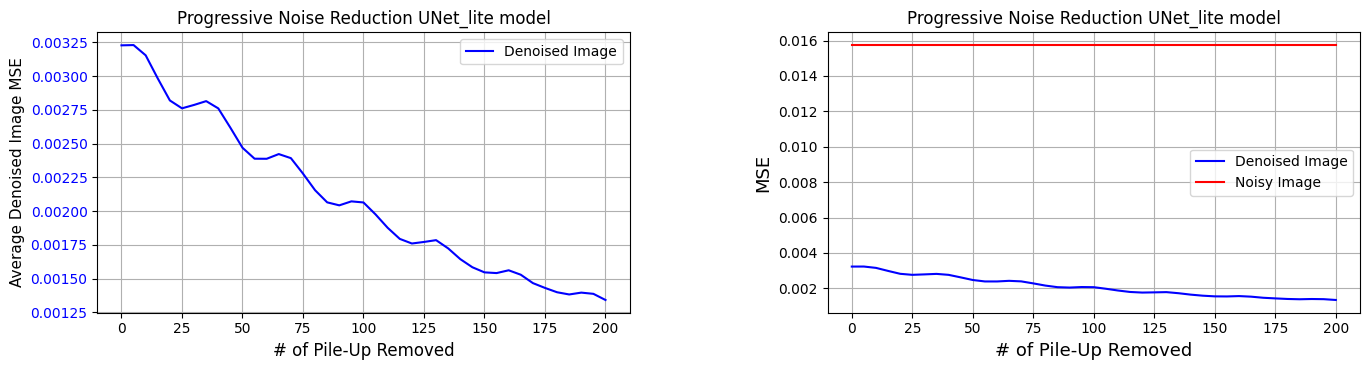 Progressive Noise Reduction UNet_lite model
Average Denoised Image MSE
0.00325
0.00300
0.00275
0.00250
0.00225
0.00200
0.00175
0.00150
0.00125
Denoised Image
0 25 50 75 100 125 150 175 200
# of Pile-Up Removed
Progressive Noise Reduction UNet_lite model
MSE
0.016
0.014
0.012
0.010
0.008
0.006
0.004
0.002
Denoised Image
Noisy Image
0 25 50 75 100 125 150 175 200
# of Pile-Up Removed